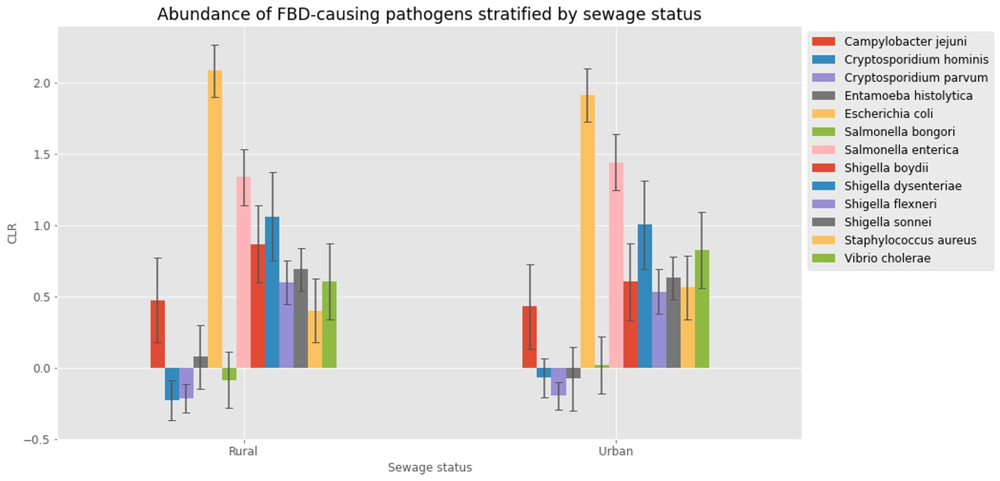 Abundance of FBD-causing pathogens stratified by sewage status
Campylobacter jejuni
Cryptosporidium hominis
Cryptosporidium parvum
Entamoeba histolytica
Escherichia coli
Salmonella bongori
Salmonella enterica
Shigella boydii
Shigella dysenteriae
Shigella flexneri
Shigella sonnei
Staphylococcus aureus
Vibrio cholerae
CLR
2.0
1.5
1.0
0.5
0.0
−0.5
Rural
Urban
Sewage status